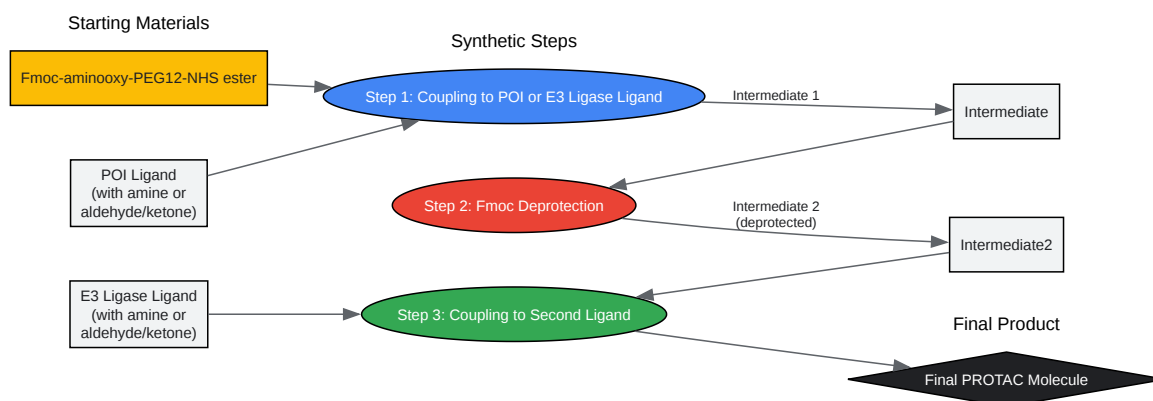 Starting Materials
Synthetic Steps
Fmoc-aminooxy-PEG12-NHS ester
Step 1: Coupling to POI or E3 Ligase Ligand
Intermediate 1
Intermediate
POI Ligand
(with amine or
aldehyde/ketone)
Step 2: Fmoc Deprotection
Intermediate 2
(deprotected)
Intermediate2
E3 Ligase Ligand
(with amine or
aldehyde/ketone)
Step 3: Coupling to Second Ligand
Final Product
Final PROTAC Molecule